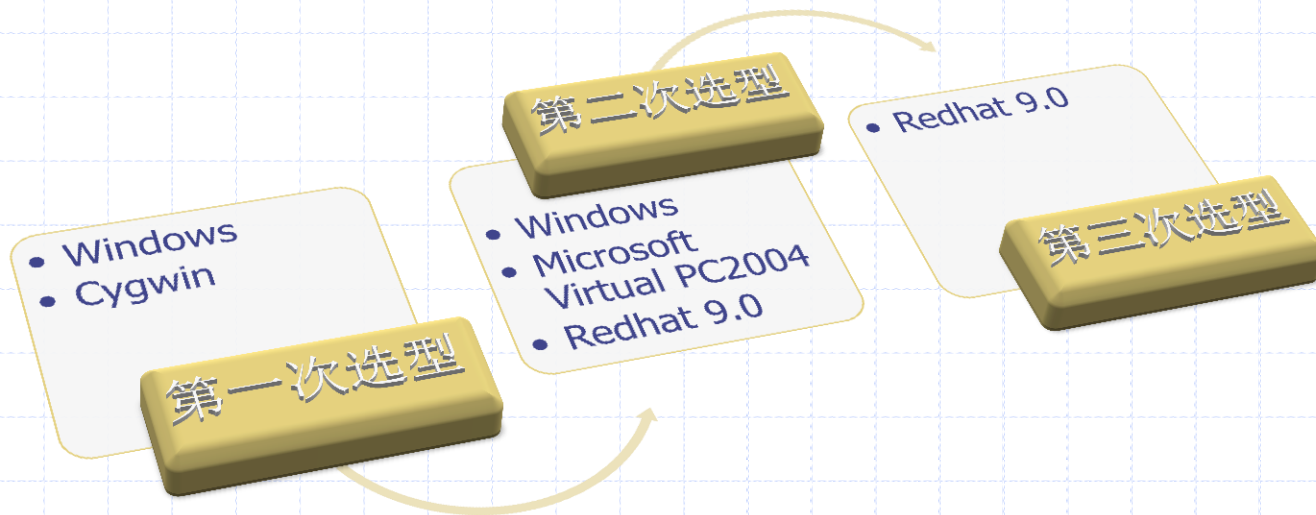 Windows
Cygwin
第一次选型
第二次选型
Windows
Microsoft
Virtual PC2004
Redhat 9.0
Redhat 9.0
第三次选型